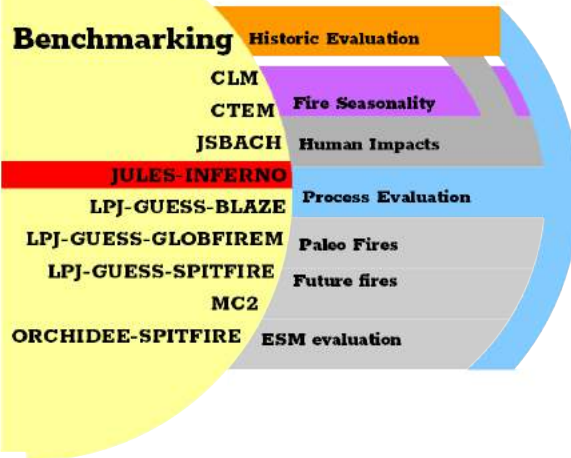 Benchmarking
Historic Evaluation
CLM
CTEM
Fire Seasonality
JSBACH
Human Impacts
JULES-INFERNO
LPJ-GUESS-BLAZE
Process Evaluation
LPJ-GUESS-GLOBFIREM
Paleo Fires
LPJ-GUESS-SPITFIRE
Future fires
MC2
ORCHIDEE-SPITFIRE
ESM evaluation